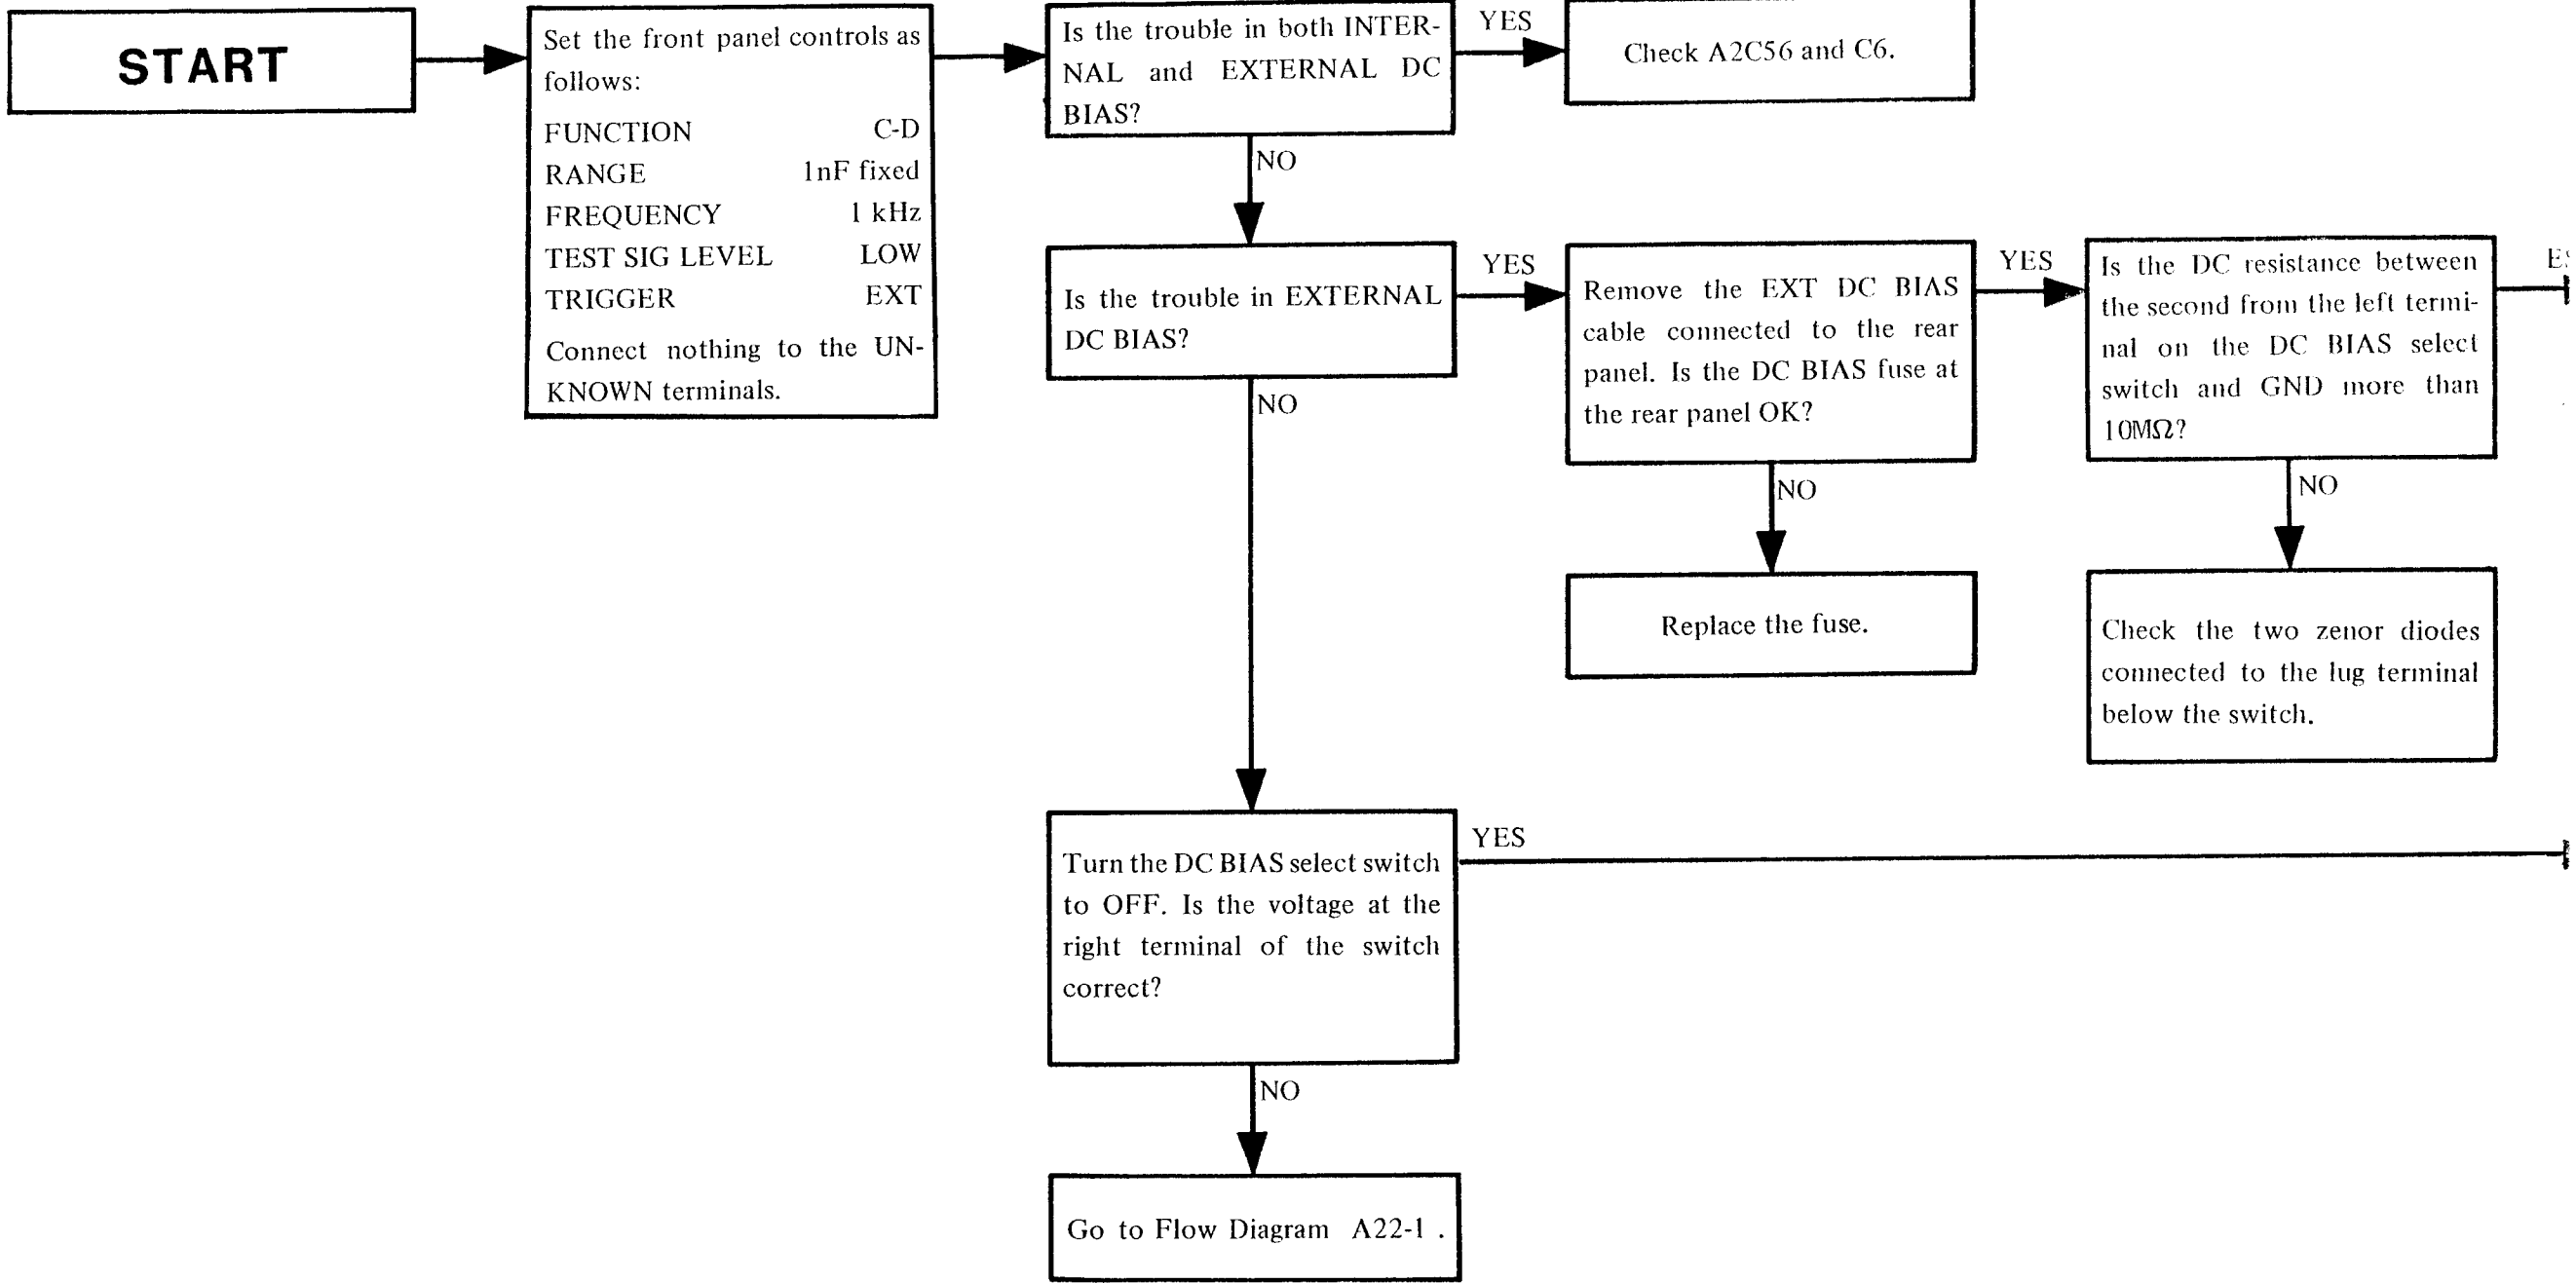 START
Set the front panel controls as
follows:
FUNCTION C-D
RANGE 1nF fixed
FREQUENCY 1 kHz
TEST SIG LEVEL LOW
TRIGGER EXT
Connect nothing to the UN-
KNOWN terminals.
Is the trouble in both INTER-
NAL and EXTERNAL DC
BIAS?
YES
Check A2C56 and C6.
NO
Is the trouble in EXTERNAL
DC BIAS?
YES
Remove the EXT DC BIAS
cable connected to the rear
panel. Is the DC BIAS fuse at
the rear panel OK?
YES
Is the DC resistance between
the second from the left termi-
nal on the DC BIAS select
switch and GND more than
10MΩ?
NO
NO
NO
Replace the fuse.
Check the two zenor diodes
connected to the lug terminal
below the switch.
Turn the DC BIAS select switch
to OFF. Is the voltage at the
right terminal of the switch
correct?
YES
NO
Go to Flow Diagram A22-1 .